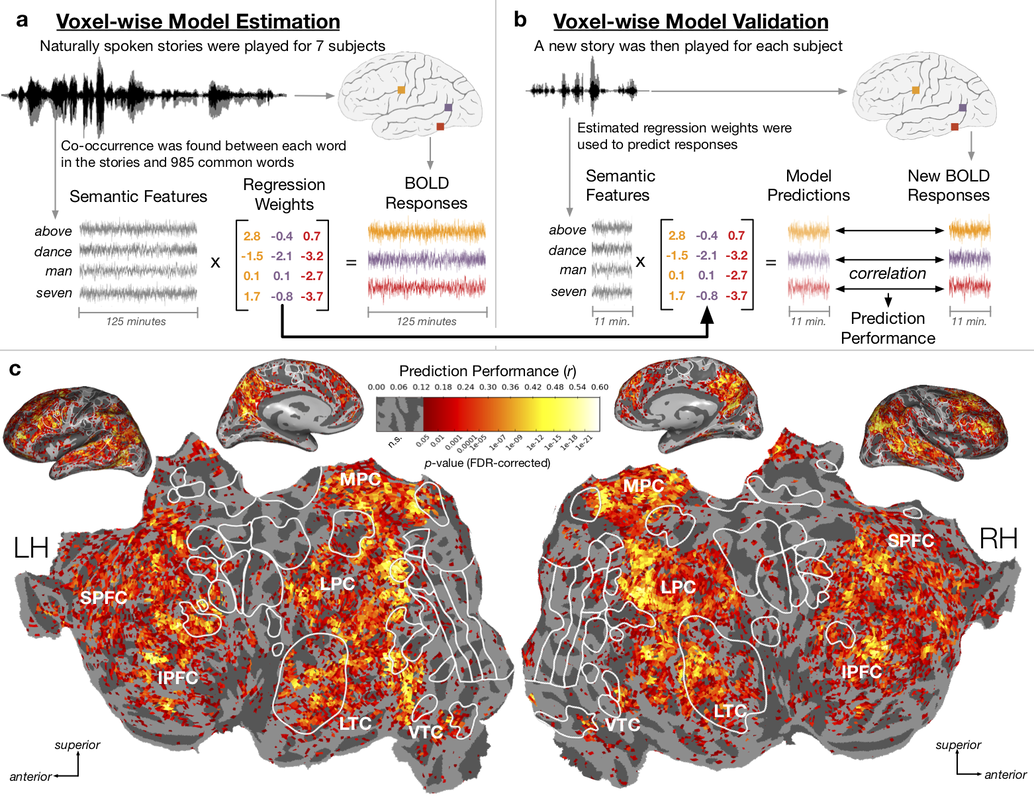 a Voxel-wise Model Estimation
Naturally spoken stories were played for 7 subjects
Co-occurrence was found between each word
in the stories and 985 common words
Semantic Features
Regression
Weights
BOLD
Responses
above
dance
man
seven
x
2.8 -0.4 0.7
-1.5 -2.1 -3.2
0.1 0.1 -2.7
1.7 -0.8 -3.7
=
125 minutes
125 minutes
b Voxel-wise Model Validation
A new story was then played for each subject
Estimated regression weights were
used to predict responses
Semantic
Features
Model
Predictions
New BOLD
Responses
above
dance
man
seven
x
2.8 -0.4 0.7
-1.5 -2.1 -3.2
0.1 0.1 -2.7
1.7 -0.8 -3.7
=
correlation
11 min.
11 min.
11 min.
Prediction
Performance
c
Prediction Performance (r)
0.00 0.06 0.12 0.18 0.24 0.30 0.36 0.42 0.48 0.54 0.60
n.s. 0.05 0.01 0.001 0.0001 1e-05 1e-07 1e-09 1e-12 1e-15 1e-18 1e-21
p-value (FDR-corrected)
LH
MPC
SPFC
LPC
IPFC
LTC
VTC
superior
anterior
RH
MPC
SPFC
LPC
IPFC
LTC
VTC
superior
anterior